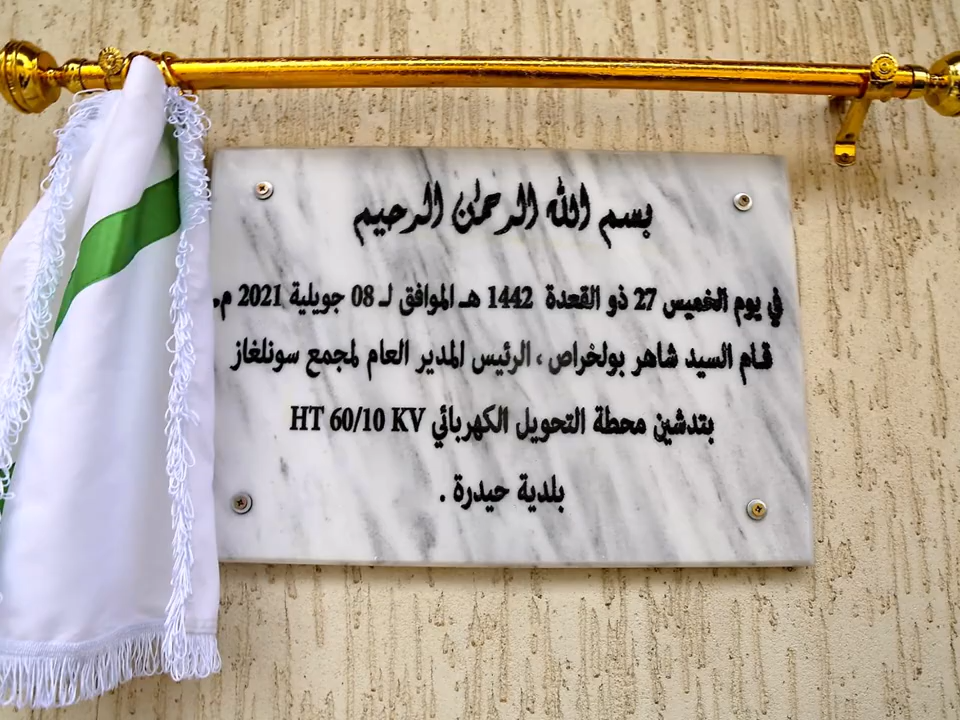 بسم الله الرحمن الرحيم
في يوم الخميس 27 ذو القعدة 1442 هـ الموافق لـ 08 جويلية 2021 م.
قام السيد شاهر بولخراص ، الرئيس المدير العام لمجمع سونلغاز
بتدشين محطة التحويل الكهربائي HT 60/10 KV
بلدية حيدرة .